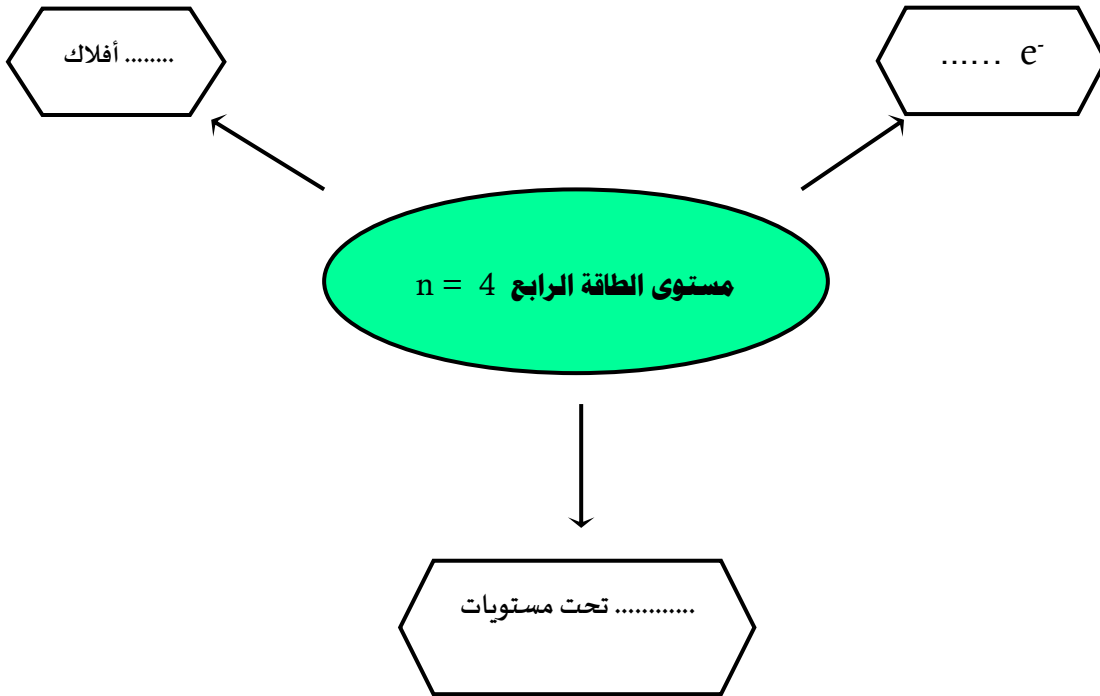 ........ أفلاك
...... e-
مستوى الطاقة الرابع n = 4
............ تحت مستويات